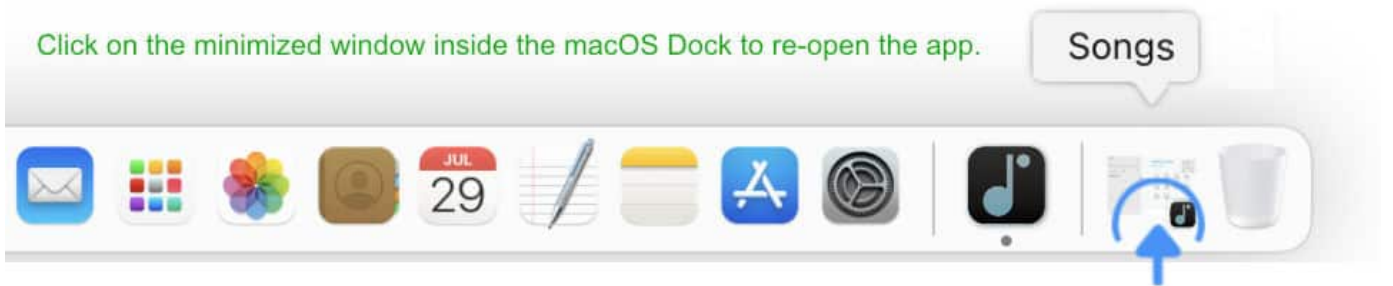 Click on the minimized window inside the macOS Dock to re-open the app.
Songs
JUL
29